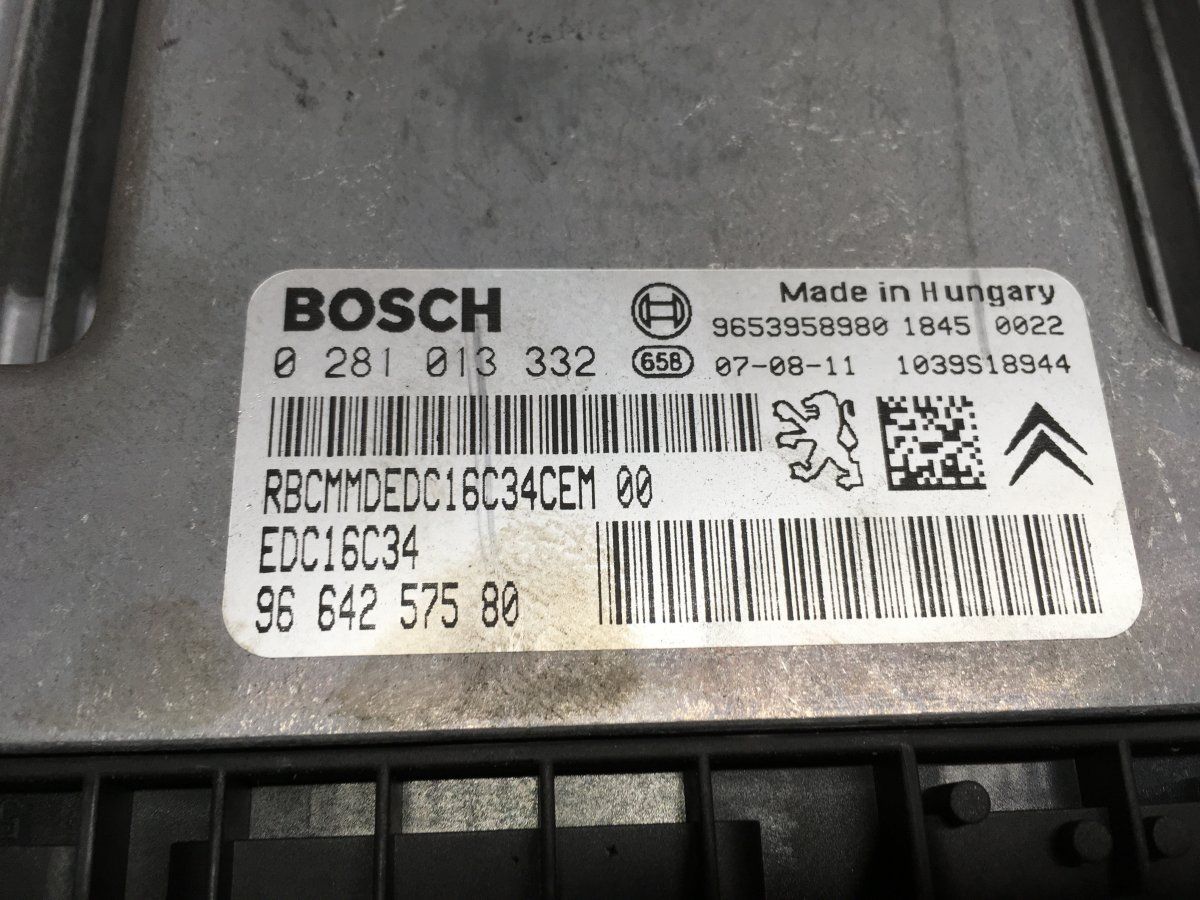 BOSCH
Made in Hungary
9653958980 1845 0022
0 281 013 332
658 07-08-11 1039S18944
RBCMMDEDC16C34CEM 00
EDC16C34
96 642 575 80